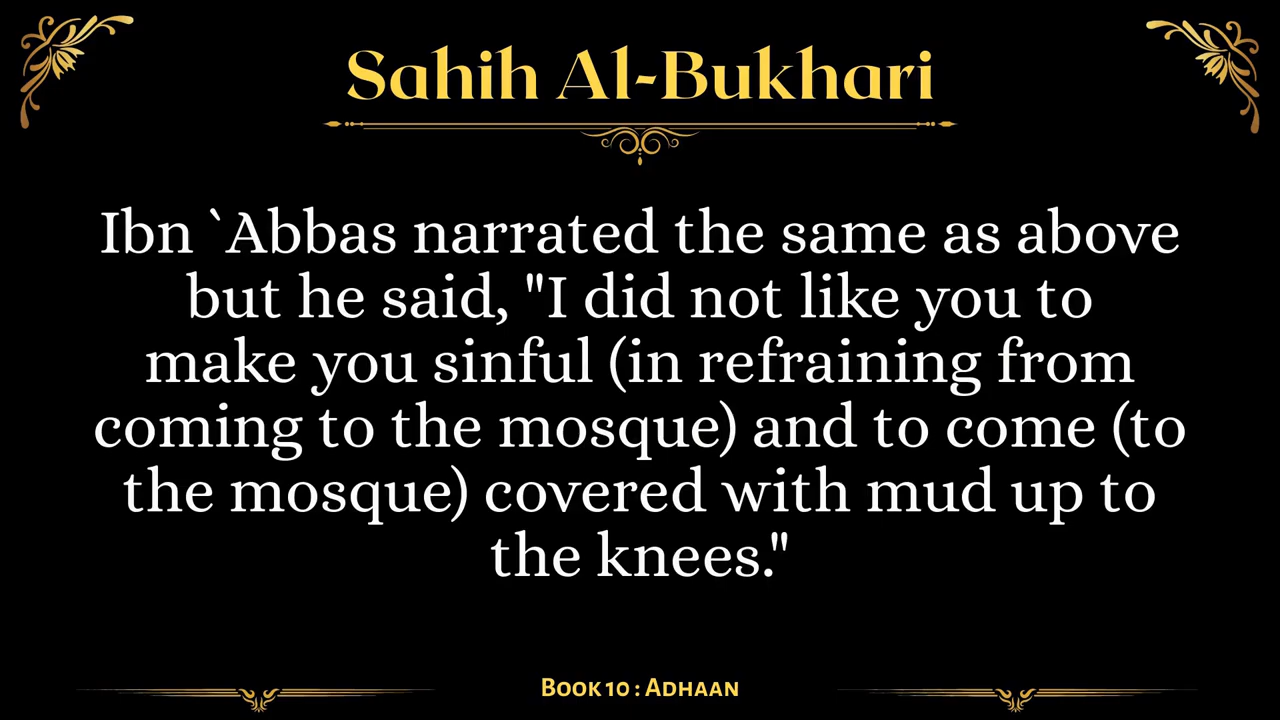 Sahih Al-Bukhari
Ibn `Abbas narrated the same as above
but he said, "I did not like you to
make you sinful (in refraining from
coming to the mosque) and to come (to
the mosque) covered with mud up to
the knees."
Book 10 : Adhaan